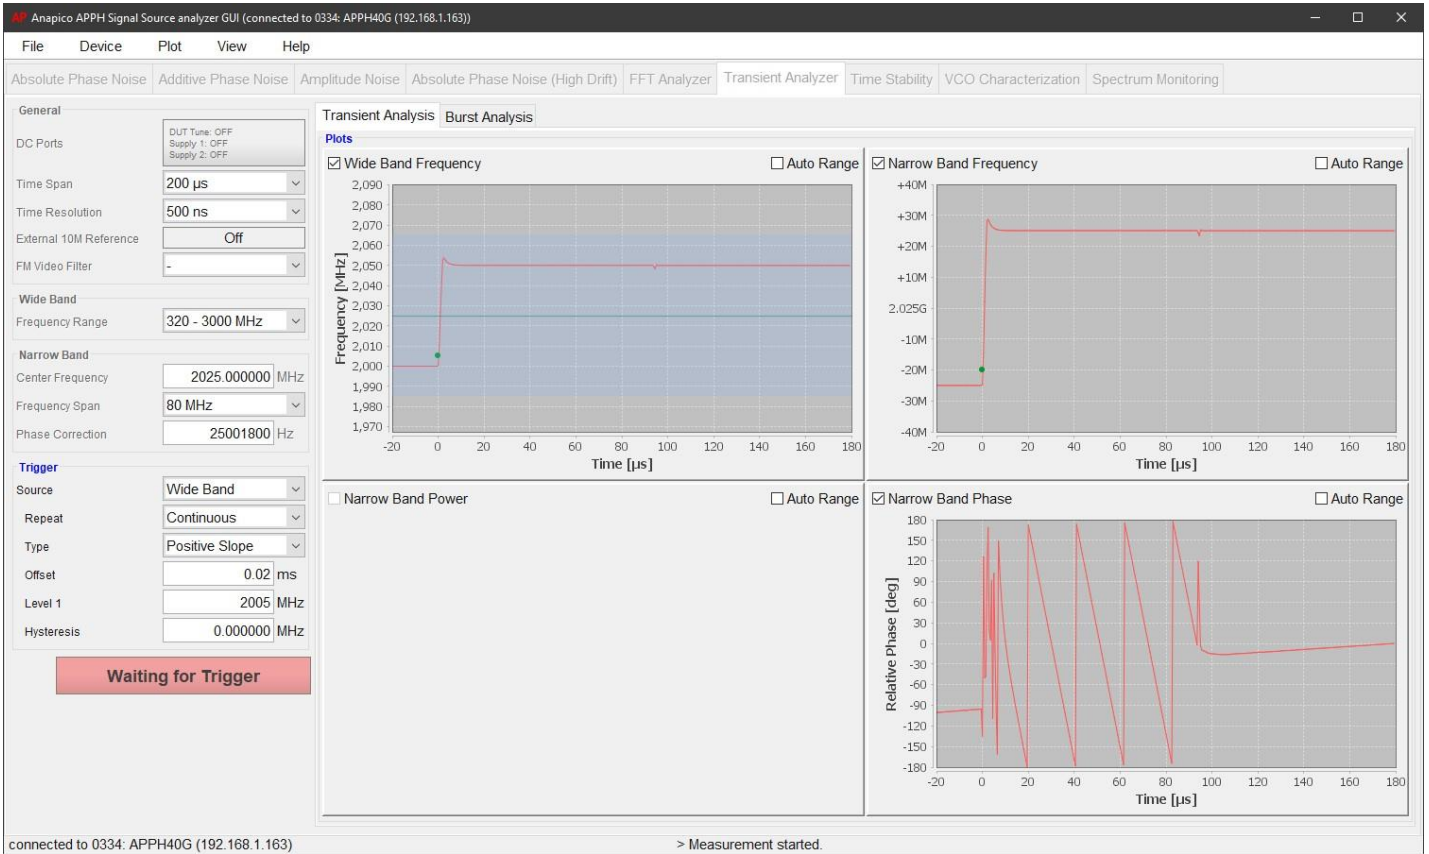 AP Anapico APPH Signal Source analyzer GUI (connected to 0334: APPH40G (192.168.1.163))
File Device Plot View Help
Absolute Phase Noise Additive Phase Noise Amplitude Noise Absolute Phase Noise (High Drift) FFT Analyzer Transient Analyzer Time Stability VCO Characterization Spectrum Monitoring
General
DC Ports
DUT Tune: OFF
Supply 1: OFF
Supply 2: OFF
Time Span 200 µs
Time Resolution 500 ns
External 10M Reference Off
FM Video Filter -
Wide Band
Frequency Range 320 - 3000 MHz
Narrow Band
Center Frequency 2025.000000 MHz
Frequency Span 80 MHz
Phase Correction 25001800 Hz
Trigger
Source Wide Band
Repeat Continuous
Type Positive Slope
Offset 0.02 ms
Level 1 2005 MHz
Hysteresis 0.000000 MHz
Waiting for Trigger
Transient Analysis Burst Analysis
Plots
Wide Band Frequency Auto Range
2,090
2,080
2,070
2,060
2,050
2,040
2,030
2,020
2,010
2,000
1,990
1,980
1,970
Frequency [MHz]
-20 0 20 40 60 80 100 120 140 160 180
Time [µs]
Narrow Band Frequency Auto Range
+40M
+30M
+20M
+10M
2.025G
-10M
-20M
-30M
-40M
-20 0 20 40 60 80 100 120 140 160 180
Time [µs]
Narrow Band Power Auto Range
Narrow Band Phase Auto Range
180
150
120
90
60
30
0
-30
-60
-90
-120
-150
-180
Relative Phase [deg]
-20 0 20 40 60 80 100 120 140 160 180
Time [µs]
connected to 0334: APPH40G (192.168.1.163) > Measurement started.